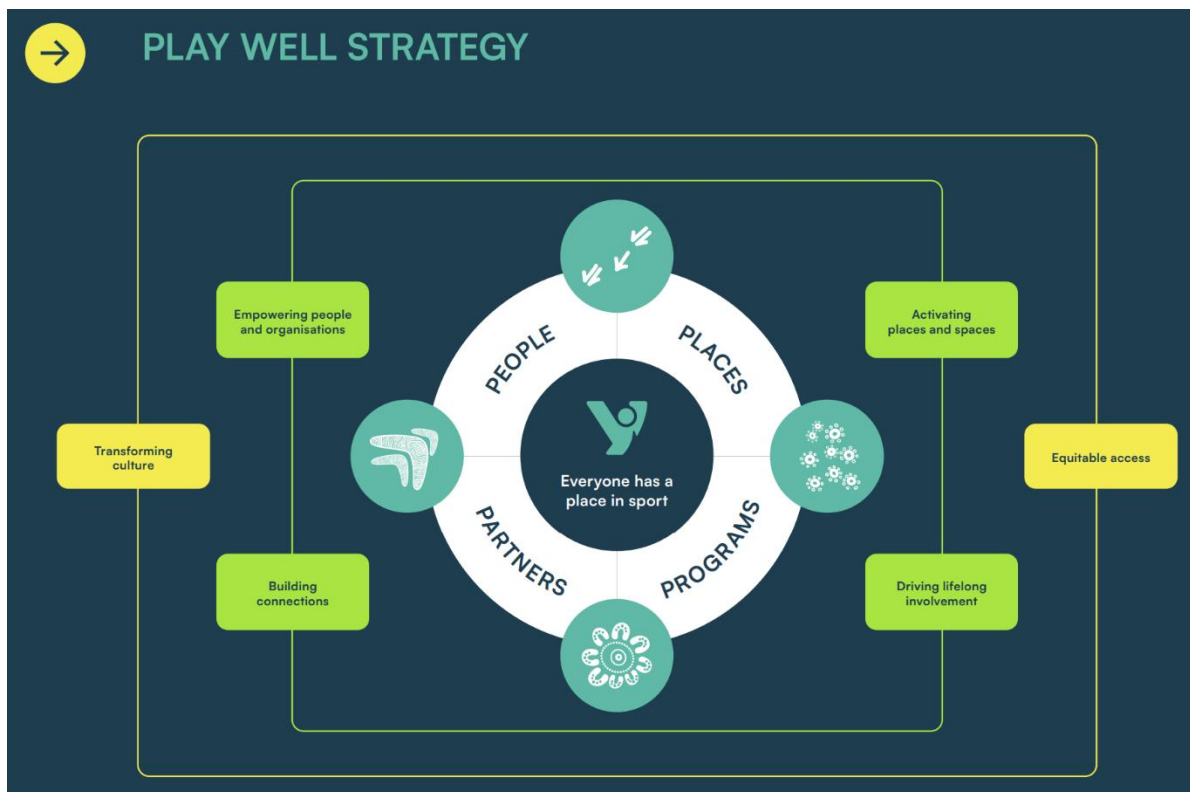 PLAY WELL STRATEGY
Empowering people
and organisations
Activating
places and spaces
PEOPLE
PLACES
Transforming
culture
Everyone has a
place in sport
Equitable access
PARTNERS
PROGRAMS
Building
connections
Driving lifelong
involvement